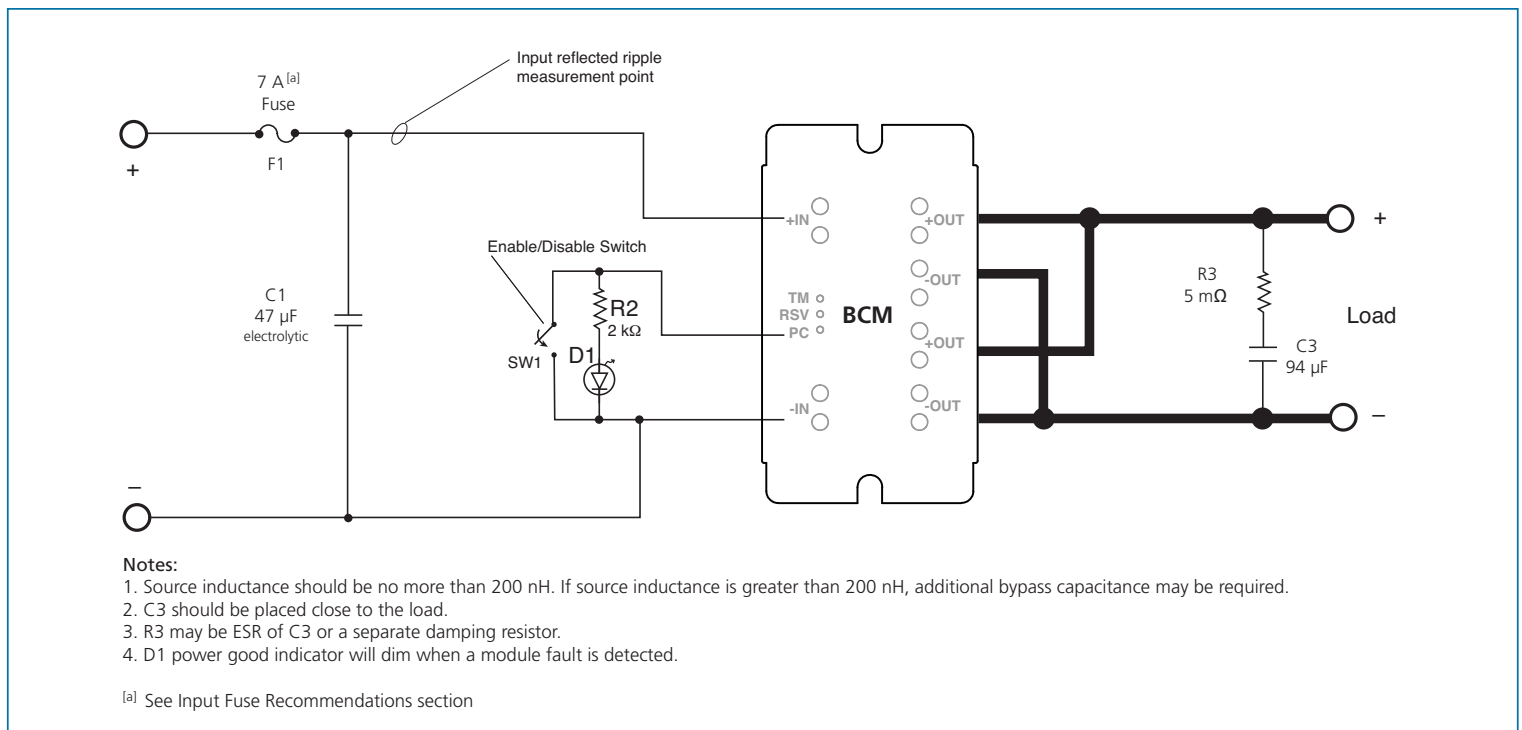 Input reflected ripple
measurement point
7 A [a]
Fuse
F1
+
Enable/Disable Switch
C1
47 µF
electrolytic
SW1
R2
2 kΩ
D1
+IN
TM
RSV
PC
-IN
BCM
+OUT
-OUT
+OUT
-OUT
+
R3
5 mΩ
Load
C3
94 µF
–
–
Notes:
1. Source inductance should be no more than 200 nH. If source inductance is greater than 200 nH, additional bypass capacitance may be required.
2. C3 should be placed close to the load.
3. R3 may be ESR of C3 or a separate damping resistor.
4. D1 power good indicator will dim when a module fault is detected.
[a] See Input Fuse Recommendations section